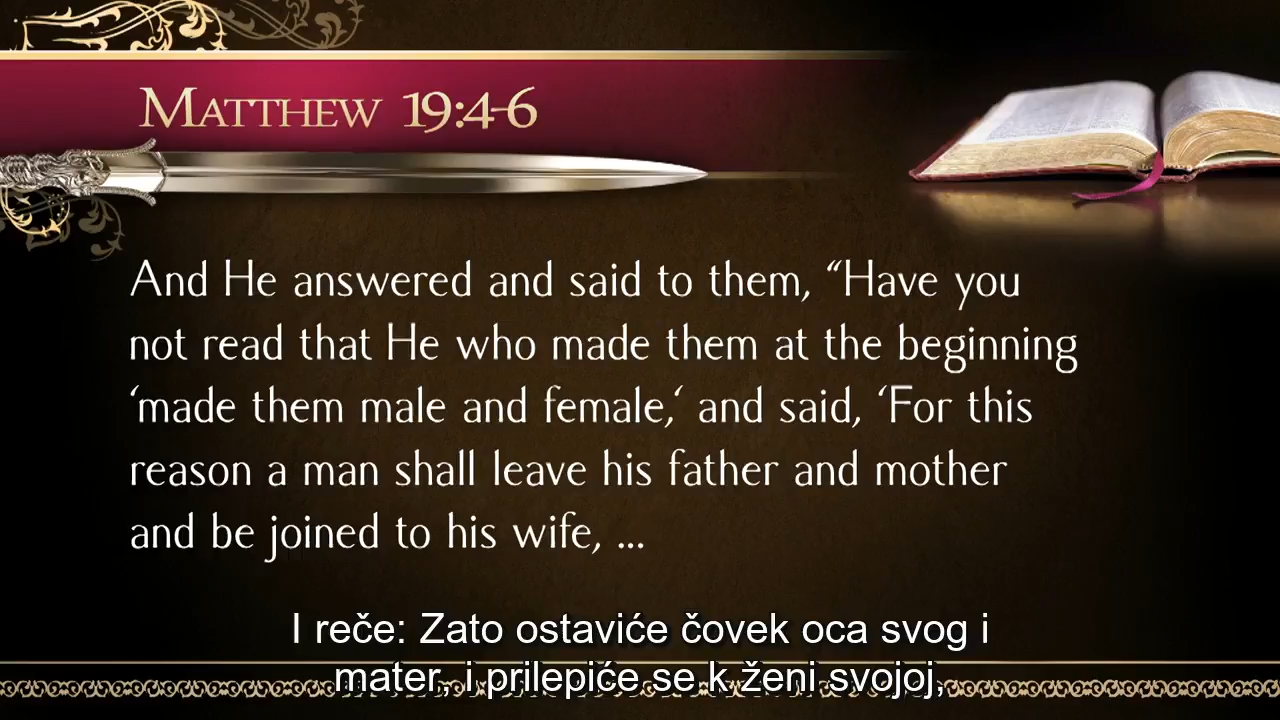 MATTHEW 19:4-6
And He answered and said to them, “Have you
not read that He who made them at the beginning
‘made them male and female,‘ and said, ‘For this
reason a man shall leave his father and mother
and be joined to his wife, ...
I reče: Zato ostaviće čovek oca svog i
mater, i prilepiće se k ženi svojoj,